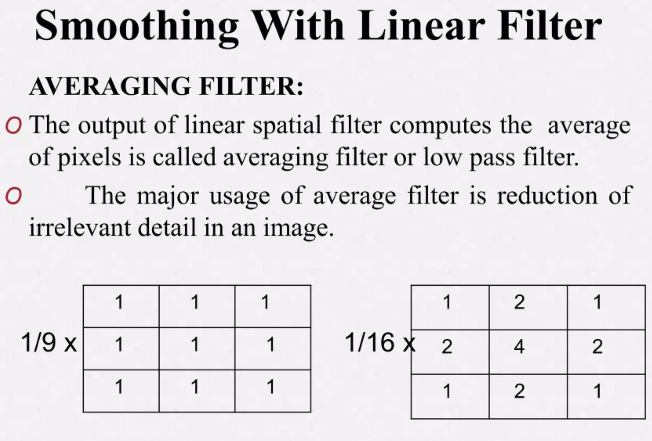 Smoothing With Linear Filter
AVERAGING FILTER:
O The output of linear spatial filter computes the average
of pixels is called averaging filter or low pass filter.
O The major usage of average filter is reduction of
irrelevant detail in an image.
1 1 1
1/9 x 1 1 1
1 1 1
1 2 1
1/16 x 2 4 2
1 2 1